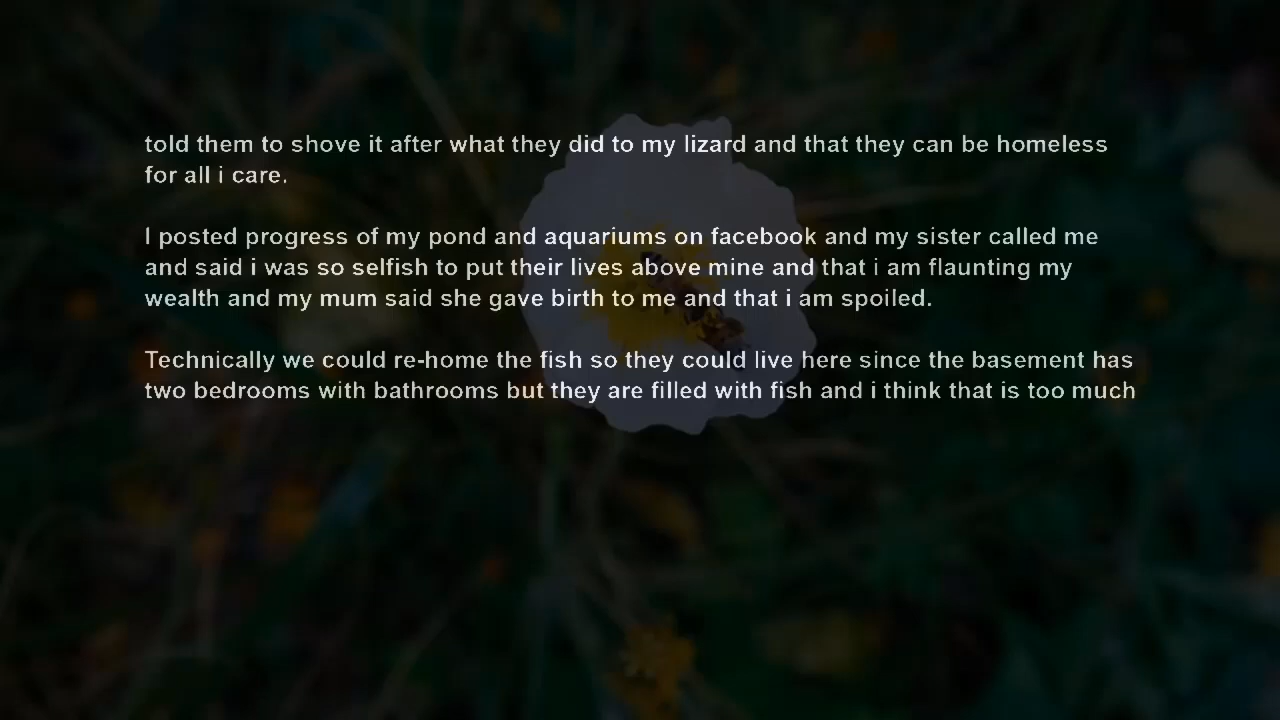 told them to shove it after what they did to my lizard and that they can be homeless
for all i care.
I posted progress of my pond and aquariums on facebook and my sister called me
and said i was so selfish to put their lives above mine and that i am flaunting my
wealth and my mum said she gave birth to me and that i am spoiled.
Technically we could re-home the fish so they could live here since the basement has
two bedrooms with bathrooms but they are filled with fish and i think that is too much